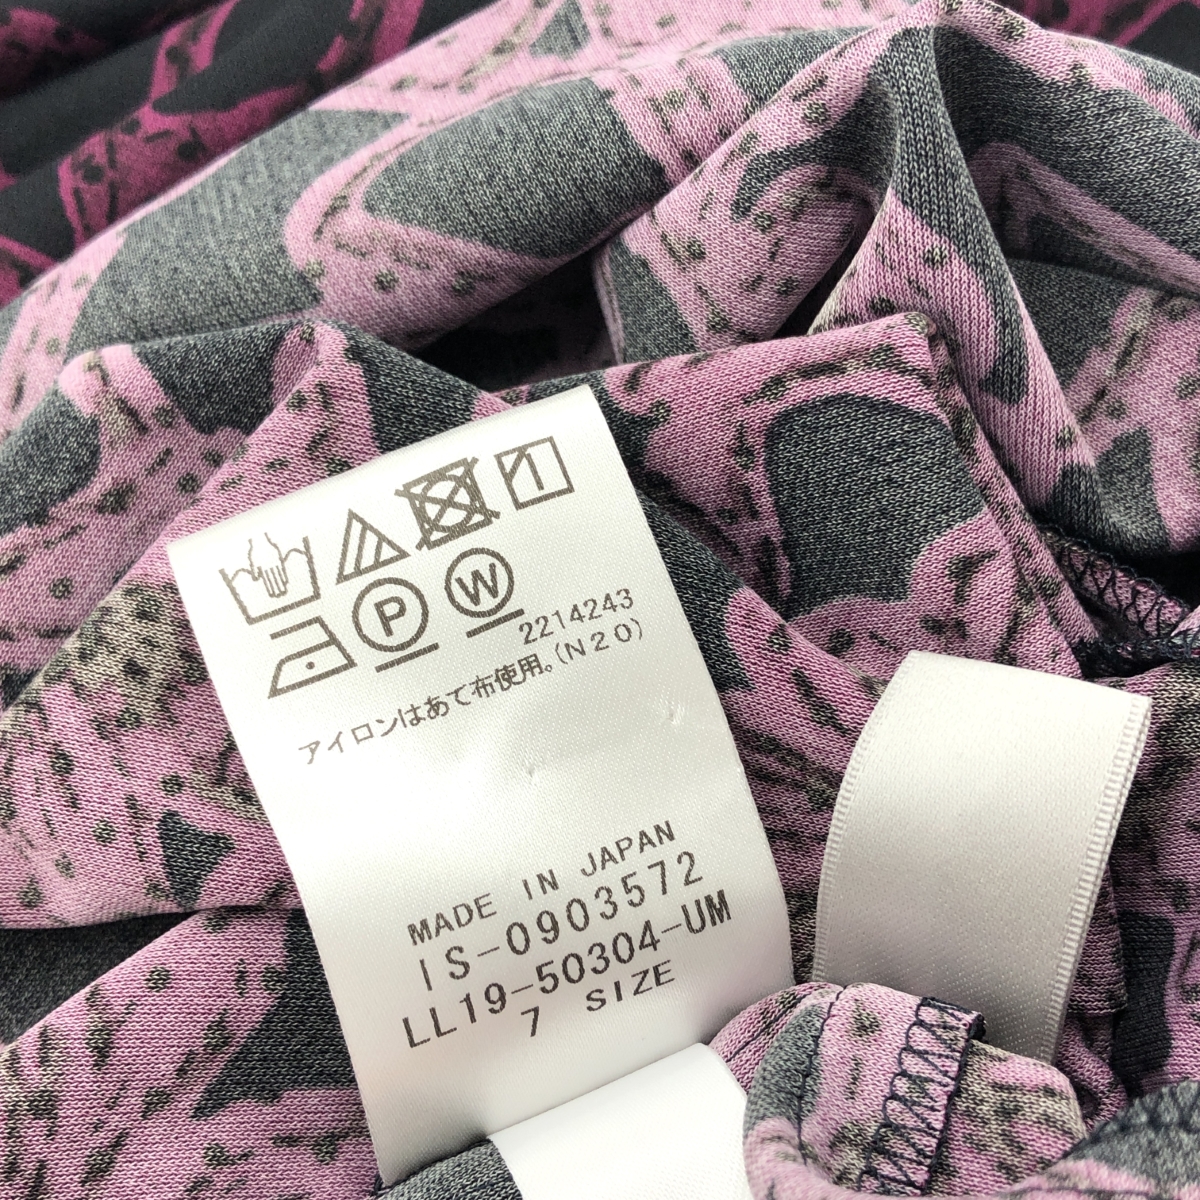 P W
2214243
アイロンはあて布使用。(N20)
MADE IN JAPAN
IS-0903572
LL19-50304-UM
7 SIZE